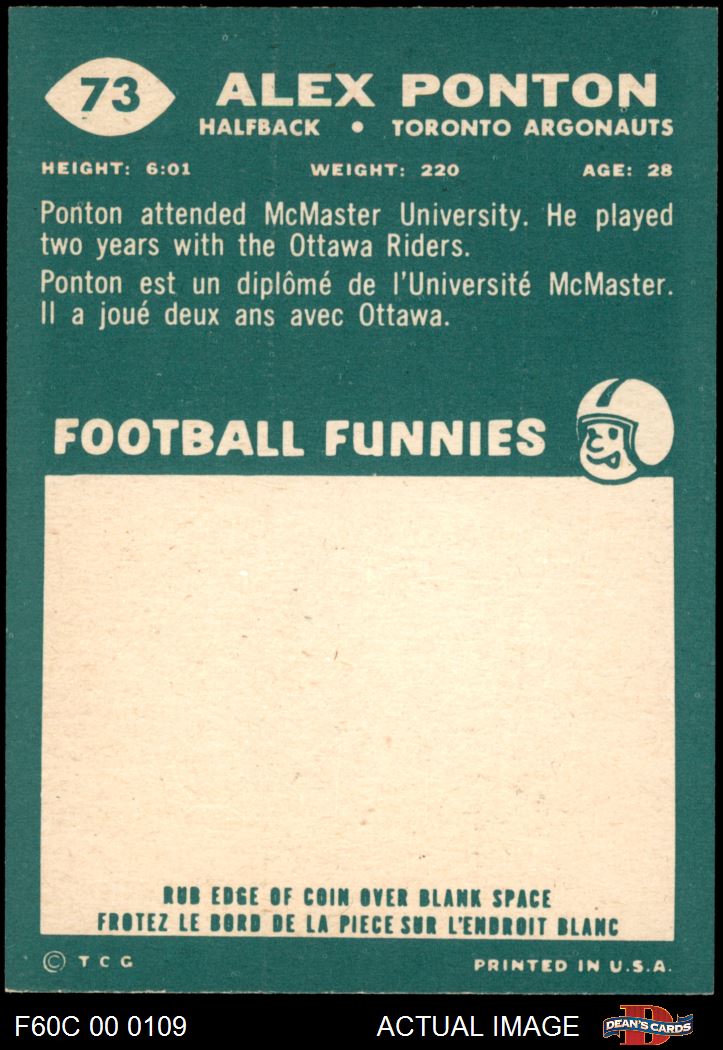 73
ALEX PONTON
HALFBACK • TORONTO ARGONAUTS
HEIGHT: 6:01 WEIGHT: 220 AGE: 28
Ponton attended McMaster University. He played
two years with the Ottawa Riders.
Ponton est un diplômé de l'Université McMaster.
Il a joué deux ans avec Ottawa.
FOOTBALL FUNNIES
RUB EDGE OF COIN OVER BLANK SPACE
FROTEZ LE BORD DE LA PIECE SUR L'ENDROIT BLANC
© T C G PRINTED IN U.S.A.
F60C 00 0109 ACTUAL IMAGE D DEAN'S CARDS